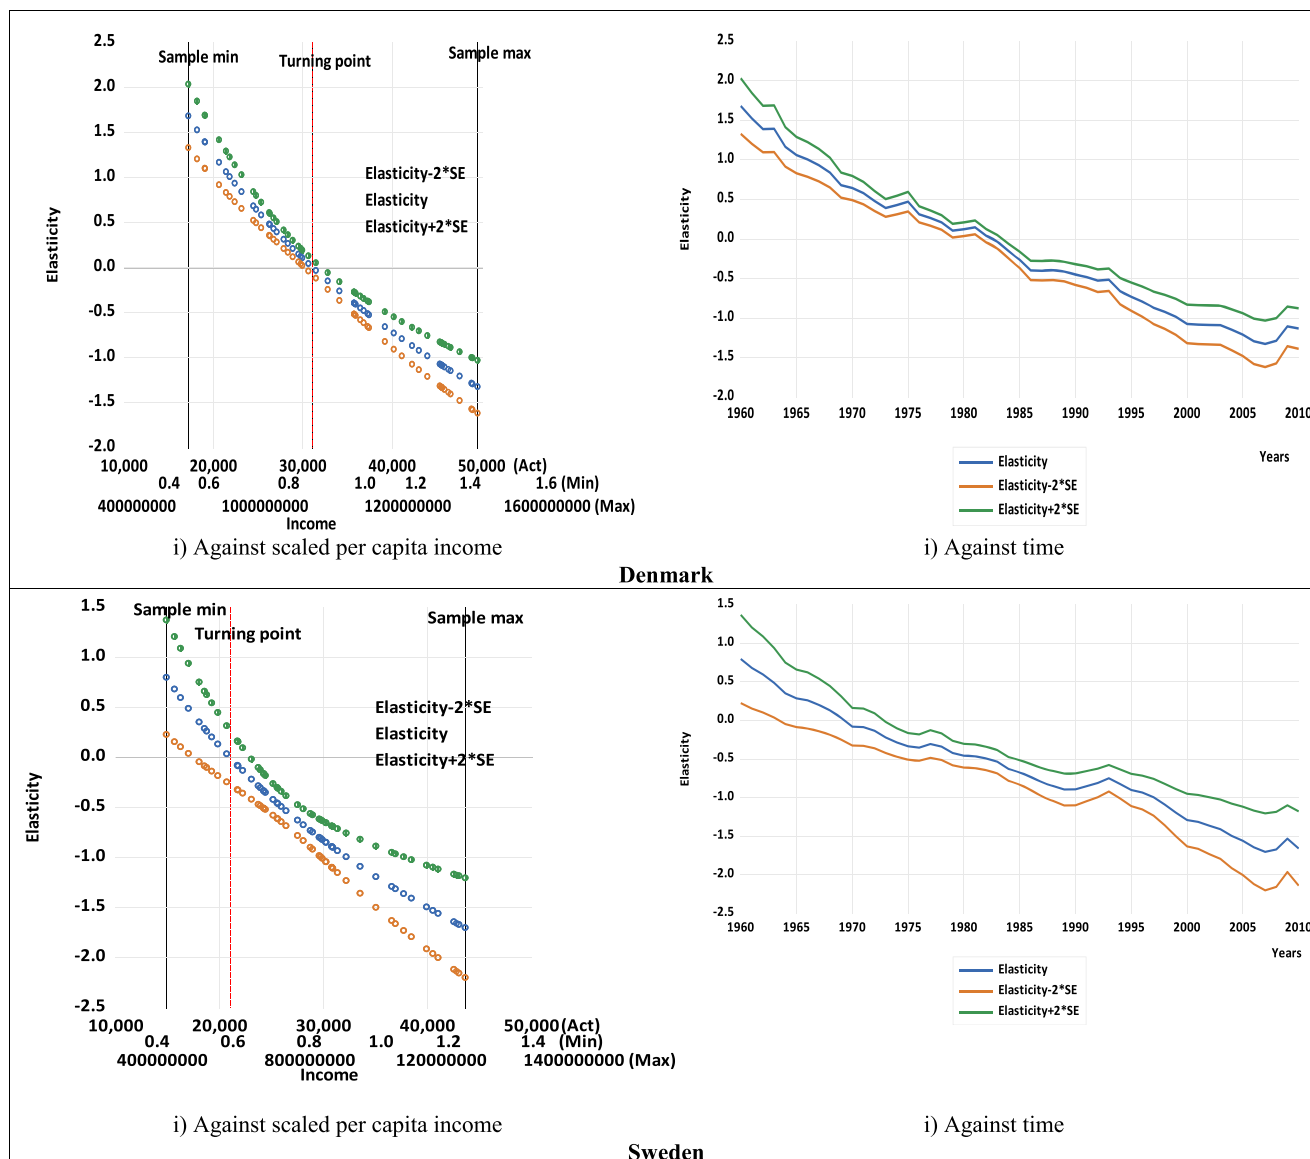 2.5
Sample min
Turning point
Sample max
2.0
1.5
1.0
0.5
0.0
-0.5
-1.0
-1.5
-2.0
Elastiicity
Elasticity-2*SE
Elasticity
Elasticity+2*SE
10,000 20,000 30,000 40,000 50,000 (Act)
0.4 0.6 0.8 1.0 1.2 1.4 1.6 (Min)
400000000 1000000000 1200000000 1600000000 (Max)
Income
i) Against scaled per capita income
2.5
2.0
1.5
1.0
0.5
0.0
-0.5
-1.0
-1.5
-2.0
Elasticity
1960 1965 1970 1975 1980 1985 1990 1995 2000 2005 2010
Years
Elasticity
Elasticity-2*SE
Elasticity+2*SE
i) Against time
Denmark
1.5
Sample min
Turning point
Sample max
1.0
0.5
0.0
-0.5
-1.0
-1.5
-2.0
-2.5
Elasticity
Elasticity-2*SE
Elasticity
Elasticity+2*SE
10,000 20,000 30,000 40,000 50,000 (Act)
0.4 0.6 0.8 1.0 1.2 1.4 (Min)
400000000 800000000 120000000 1400000000 (Max)
Income
i) Against scaled per capita income
1.5
1.0
0.5
0.0
-0.5
-1.0
-1.5
-2.0
-2.5
Elasticity
1960 1965 1970 1975 1980 1985 1990 1995 2000 2005 2010
Years
Elasticity
Elasticity-2*SE
Elasticity+2*SE
i) Against time
Sweden